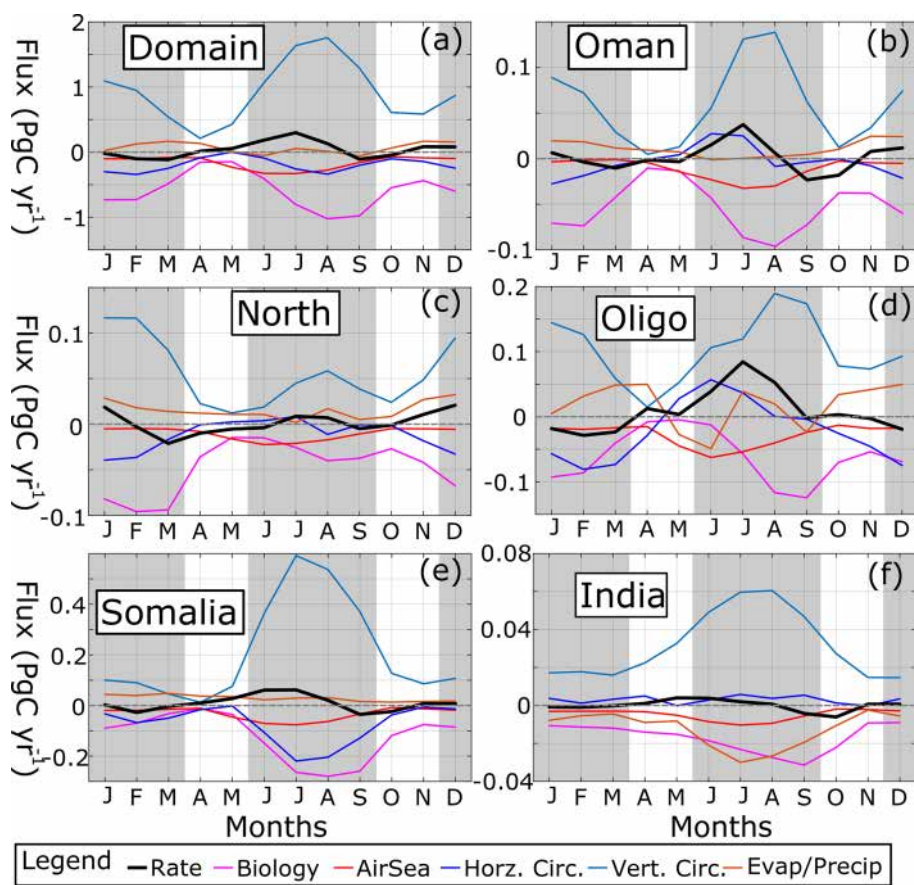 Domain (a)
Flux (PgC yr-1)
2
1
0
-1
J F M A M J J A S O N D
Oman (b)
0.1
0
-0.1
J F M A M J J A S O N D
North (c)
Flux (PgC yr-1)
0.1
0
-0.1
J F M A M J J A S O N D
Oligo (d)
0.2
0.1
0
-0.1
J F M A M J J A S O N D
Somalia (e)
Flux (PgC yr-1)
0.4
0.2
0
-0.2
J F M A M J J A S O N D
Months
India (f)
0.08
0.04
0
-0.04
J F M A M J J A S O N D
Months
Legend Rate Biology AirSea Horz. Circ. Vert. Circ. Evap/Precip